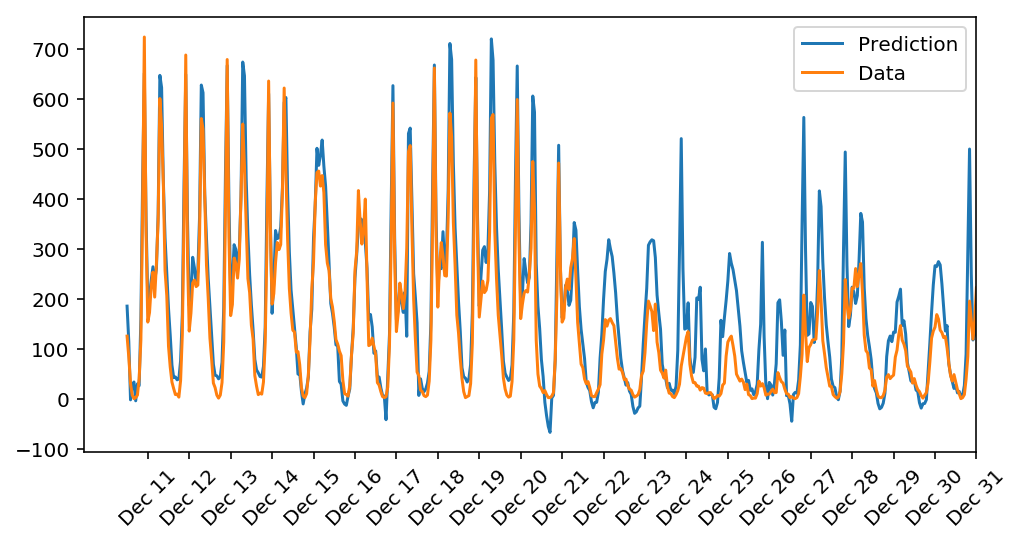 Prediction
Data
700
600
500
400
300
200
100
0
−100
Dec 11
Dec 12
Dec 13
Dec 14
Dec 15
Dec 16
Dec 17
Dec 18
Dec 19
Dec 20
Dec 21
Dec 22
Dec 23
Dec 24
Dec 25
Dec 26
Dec 27
Dec 28
Dec 29
Dec 30
Dec 31